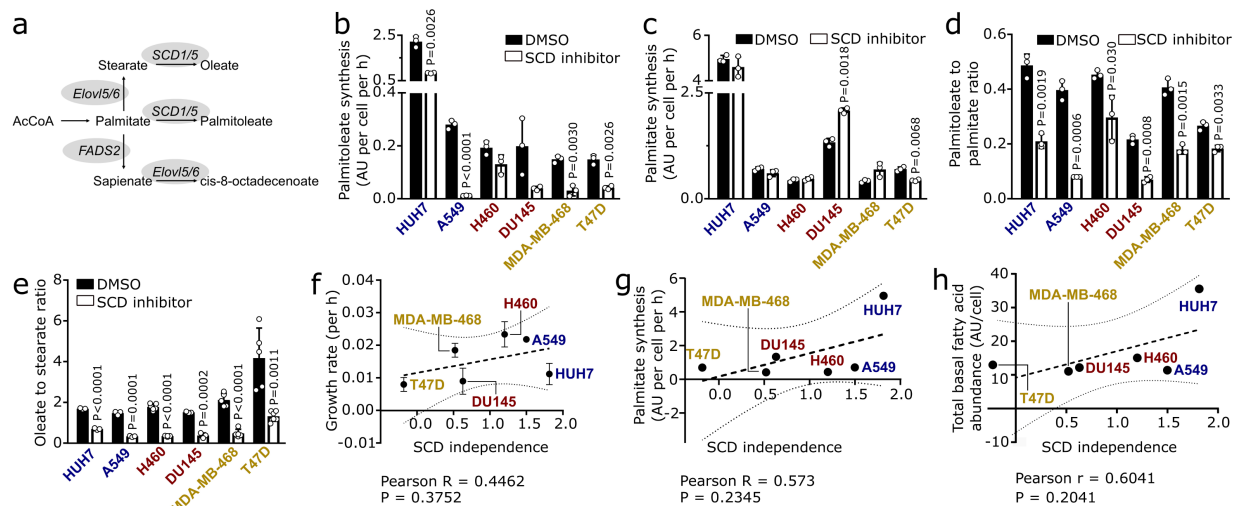 a
SCD1/5
Stearate
Oleate
Elovl5/6
SCD1/5
AcCoA
Palmitate
Palmitoleate
FADS2
Elovl5/6
Sapienate
cis-8-octadecenoate
b
Palmitoleate synthesis
(AU per cell per h)
2.5
0.5
0.2
0.2
0.0
DMSO
SCD inhibitor
P=0.0026
P<0.0001
P=0.0030
P=0.0026
HUH7
A549
H460
DU145
MDA-MB-468
T47D
c
Palmitate synthesis
(AU per cell per h)
6
4
2
2
0
DMSO
SCD inhibitor
P=0.0018
P=0.0068
HUH7
A549
H460
DU145
MDA-MB-468
T47D
d
Palmitoleate to
palmitate ratio
0.6
0.4
0.2
0.0
DMSO
SCD inhibitor
P=0.0019
P=0.0006
P=0.030
P=0.0008
P=0.0015
P=0.0033
HUH7
A549
H460
DU145
MDA-MB-468
T47D
e
Oleate to stearate ratio
8
6
4
2
0
DMSO
SCD inhibitor
P<0.0001
P=0.0001
P<0.0001
P=0.0002
P<0.0001
P=0.0011
HUH7
A549
H460
DU145
MDA-MB-468
T47D
f
Growth rate (per h)
0.04
0.03
0.02
0.01
0.00
-0.01
MDA-MB-468
H460
A549
T47D
HUH7
DU145
0.0 0.5 1.0 1.5 2.0
SCD independence
Pearson R = 0.4462
P = 0.3752
g
Palmitate synthesis
(AU per cell per h)
6
4
2
0
-2
MDA-MB-468
HUH7
T47D
DU145
H460
A549
0.0 0.5 1.0 1.5 2.0
SCD independence
Pearson R = 0.573
P = 0.2345
h
Total basal fatty acid
abundance (AU/cell)
40
30
20
10
0
-10
MDA-MB-468
HUH7
H460
DU145
A549
T47D
0.0 0.5 1.0 1.5 2.0
SCD independence
Pearson r = 0.6041
P = 0.2041